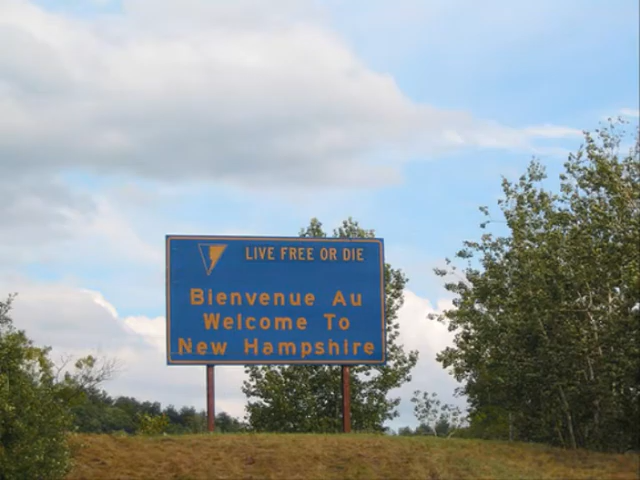 LIVE FREE OR DIE
Bienvenue Au
Welcome To
New Hampshire